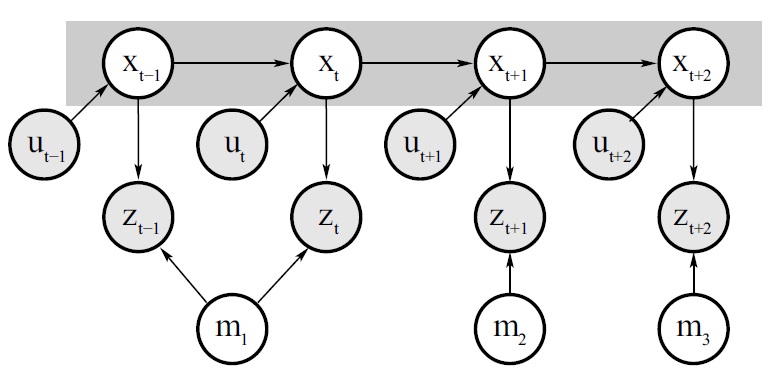 x_{t−1} x_t x_{t+1} x_{t+2}
u_{t−1} u_t u_{t+1} u_{t+2}
z_{t−1} z_t z_{t+1} z_{t+2}
m_1 m_2 m_3